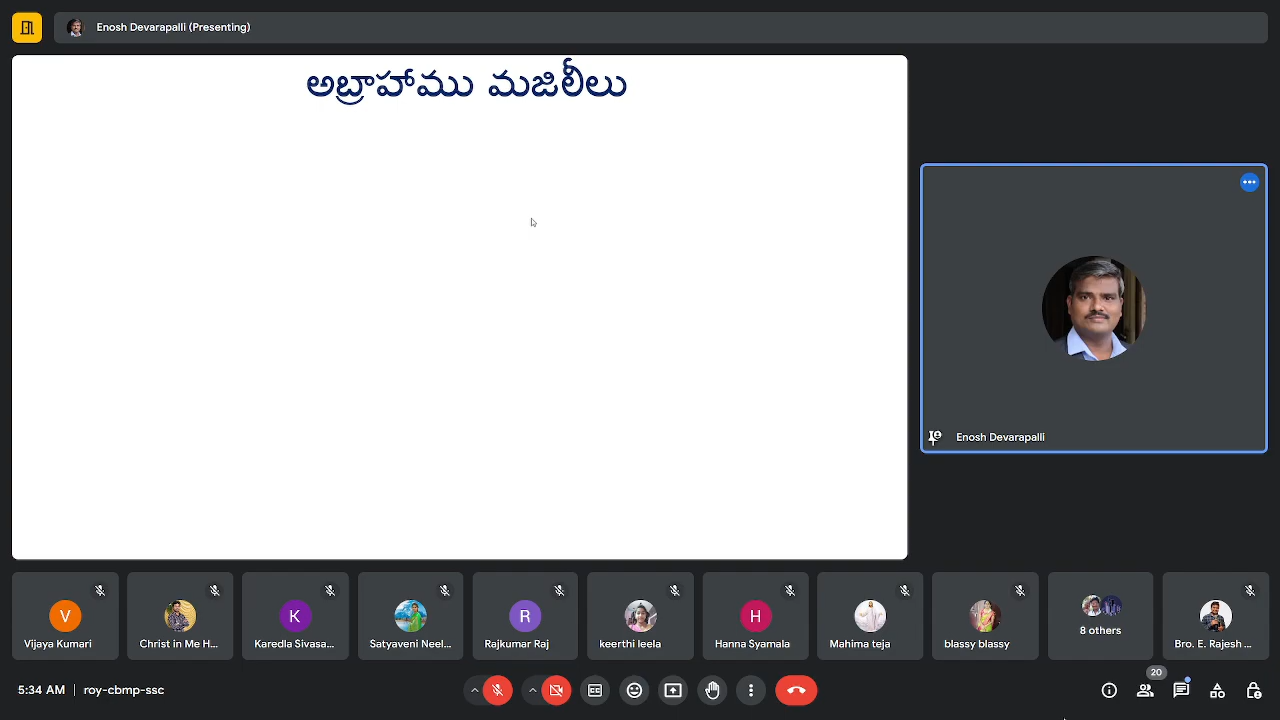 Enosh Devarapalli (Presenting)
అబ్రాహాము మజిలీలు
Enosh Devarapalli
V
Vijaya Kumari
Christ in Me H...
K
Karedla Sivasa...
Satyaveni Neel...
R
Rajkumar Raj
keerthi leela
H
Hanna Syamala
Mahima teja
blassy blassy
8 others
Bro. E. Rajesh ...
5:34 AM | roy-cbmp-ssc
20